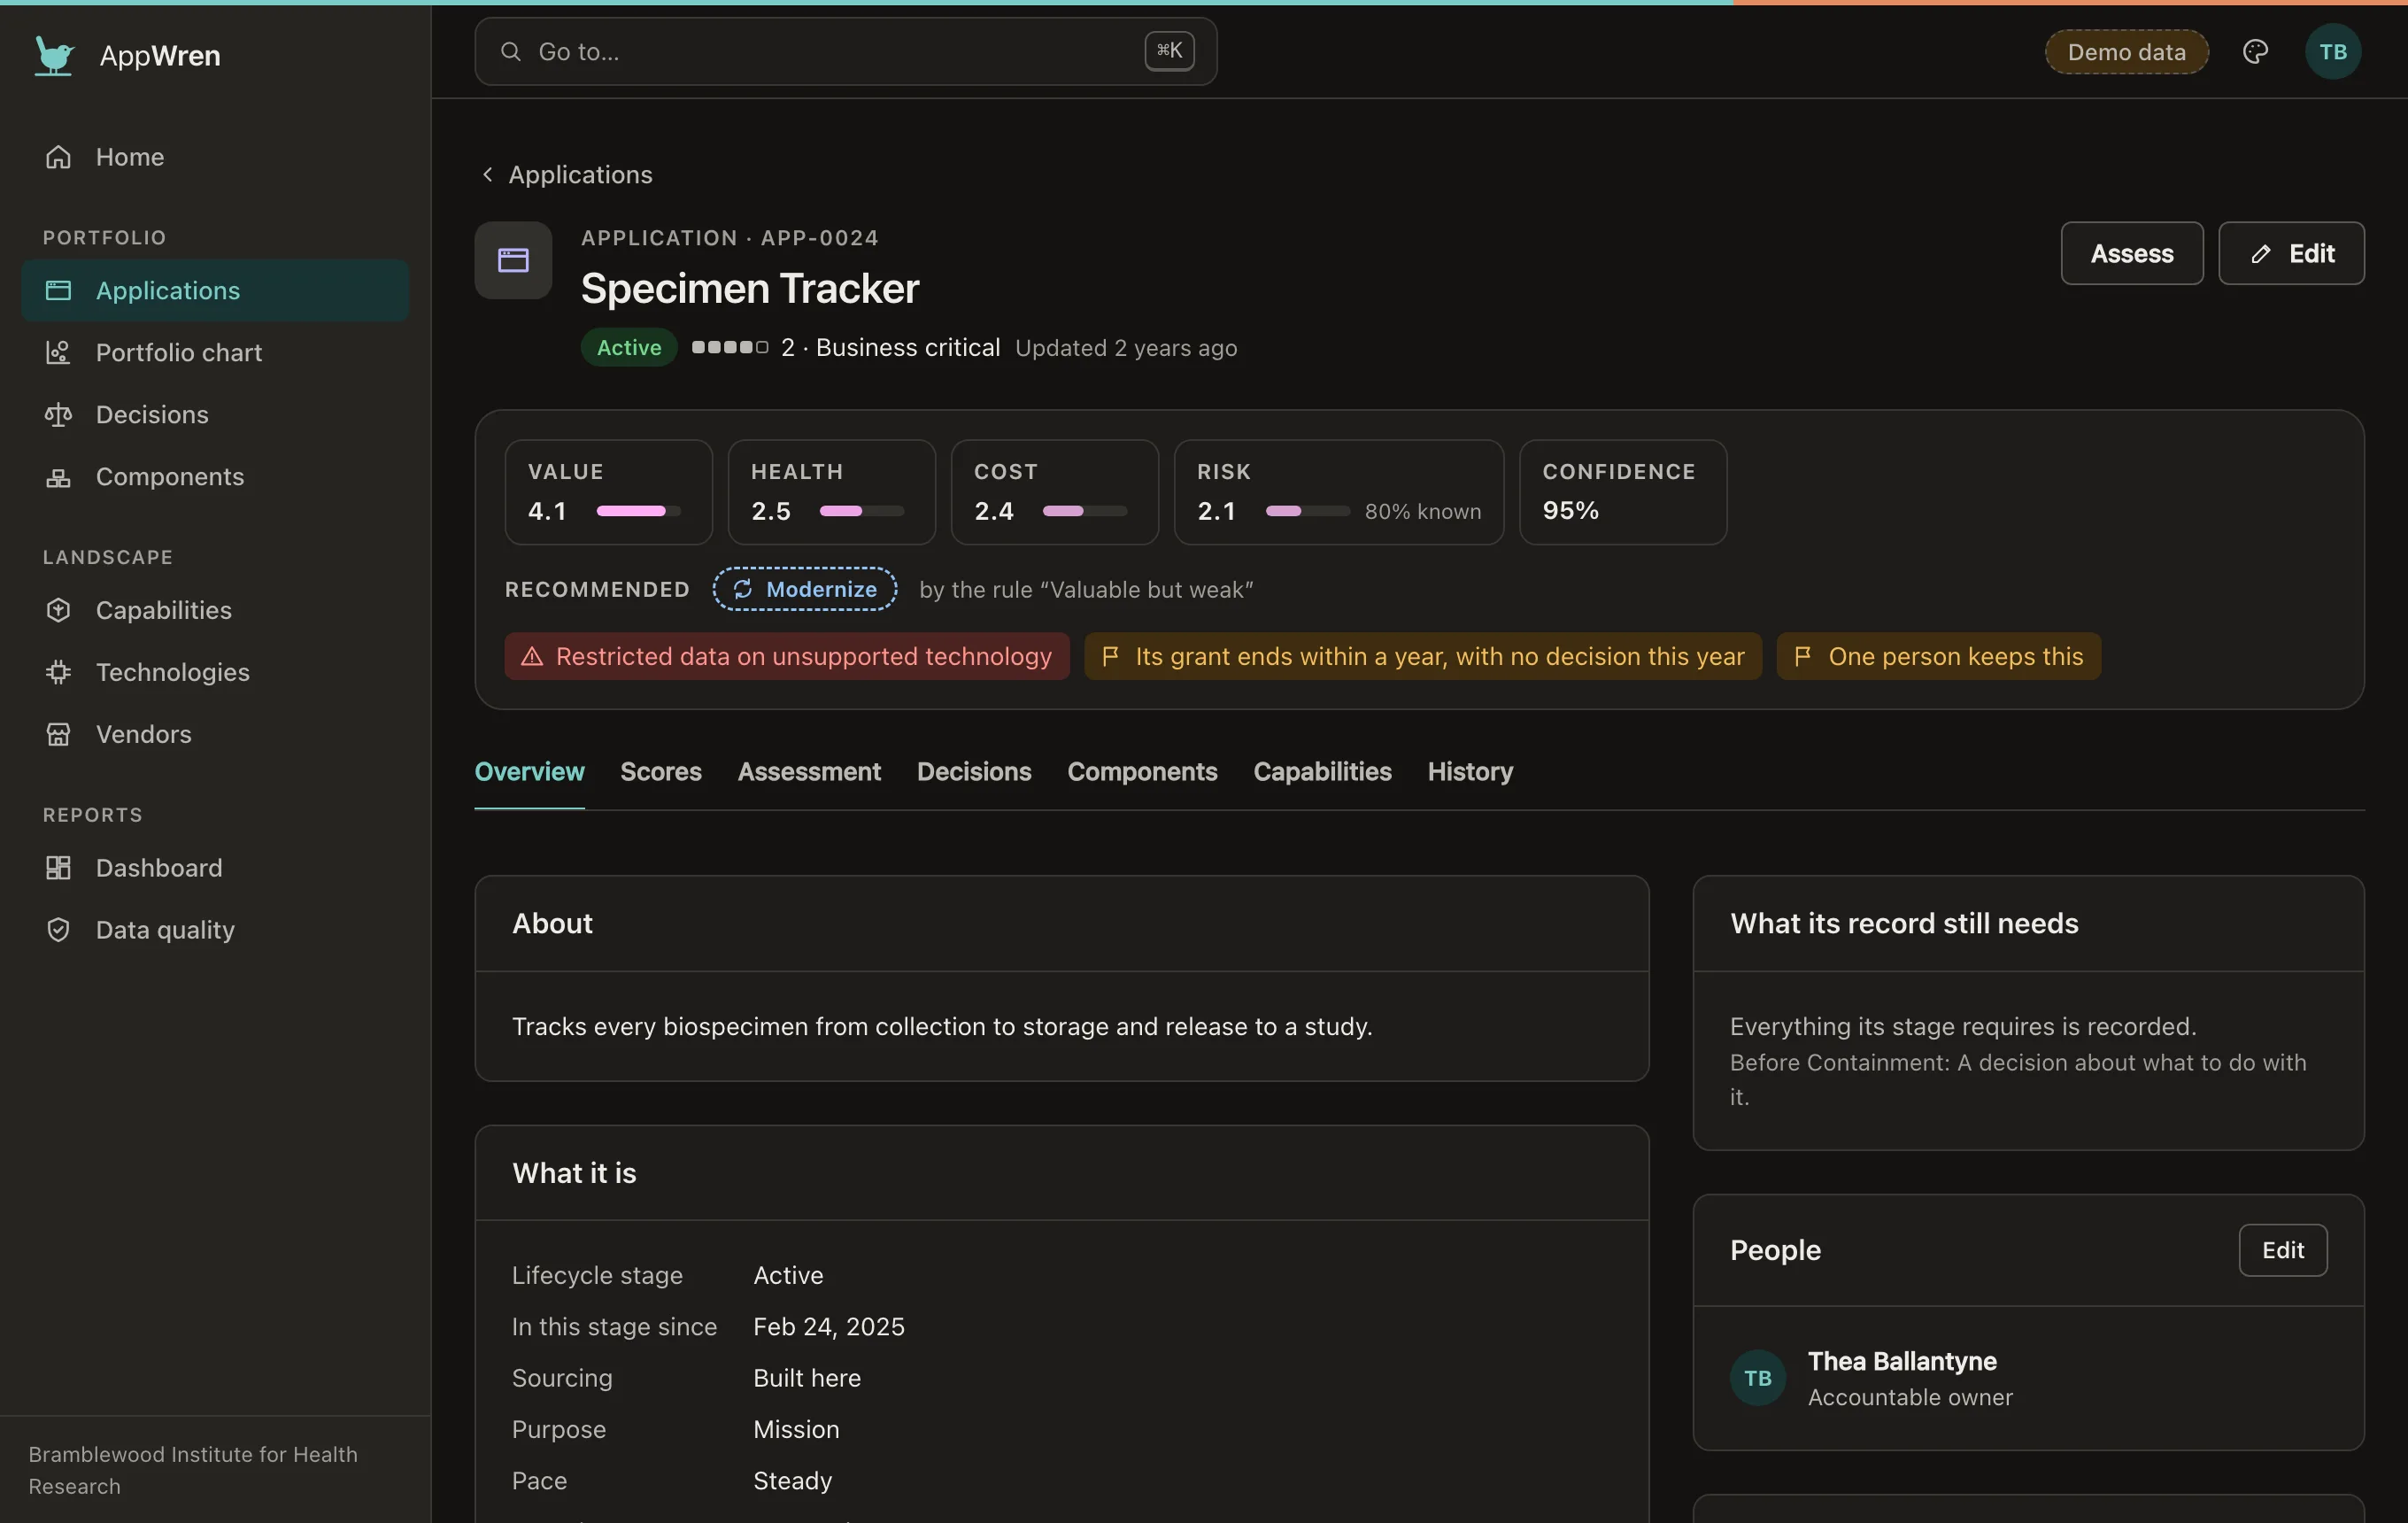 AppWren
Go to...
⌘K
Demo data
TB
Home
PORTFOLIO
Applications
Portfolio chart
Decisions
Components
LANDSCAPE
Capabilities
Technologies
Vendors
REPORTS
Dashboard
Data quality
Bramblewood Institute for Health
Research
Applications
APPLICATION · APP-0024
Specimen Tracker
Active 2 · Business critical Updated 2 years ago
Assess
Edit
VALUE
4.1
HEALTH
2.5
COST
2.4
RISK
2.1 80% known
CONFIDENCE
95%
RECOMMENDED Modernize by the rule “Valuable but weak”
Restricted data on unsupported technology
Its grant ends within a year, with no decision this year
One person keeps this
Overview Scores Assessment Decisions Components Capabilities History
About
Tracks every biospecimen from collection to storage and release to a study.
What it is
Lifecycle stage Active
In this stage since Feb 24, 2025
Sourcing Built here
Purpose Mission
Pace Steady
What its record still needs
Everything its stage requires is recorded.
Before Containment: A decision about what to do with
it.
People
Edit
TB
Thea Ballantyne
Accountable owner